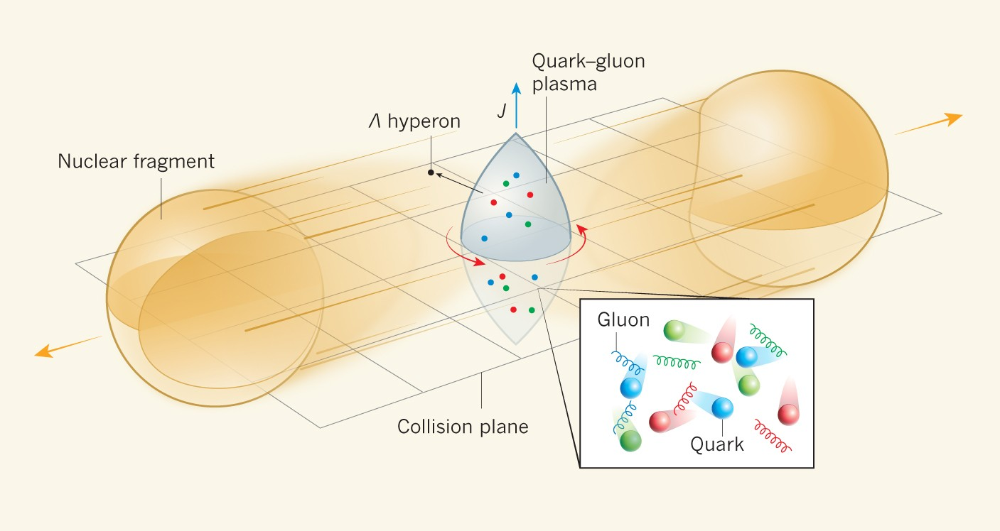 Quark–gluon
plasma
J
Λ hyperon
Nuclear fragment
Gluon
Collision plane
Quark